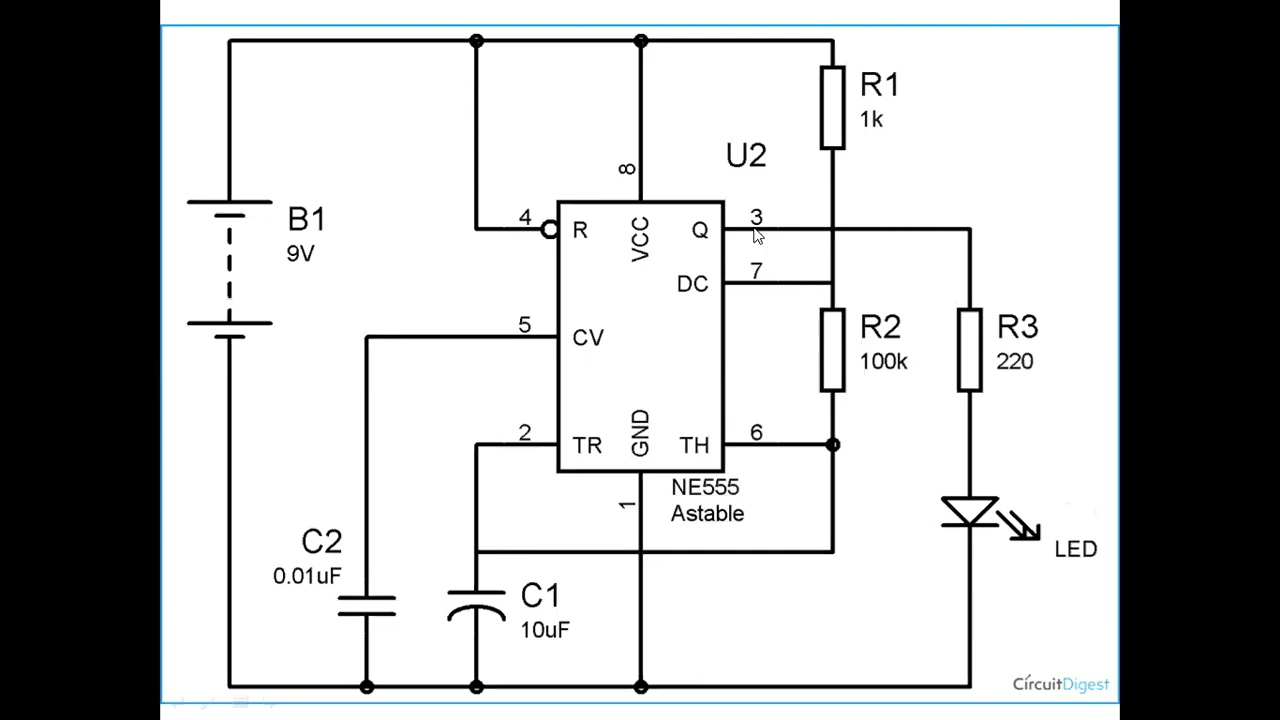 R1
1k
U2
8
B1
9V
4
R
VCC
Q
3
DC
7
5
CV
R2
100k
R3
220
2
TR
GND
TH
6
1
NE555
Astable
C2
0.01uF
C1
10uF
LED
CircuitDigest